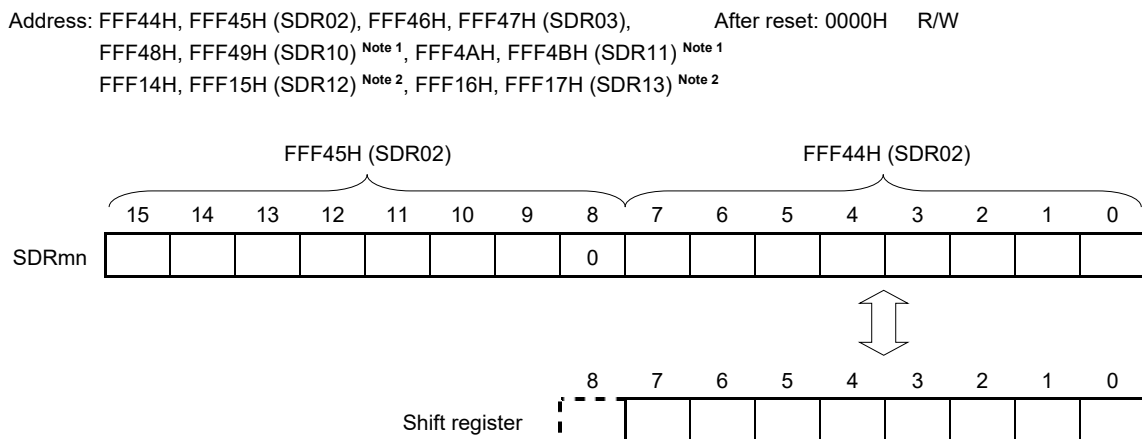 Address: FFF44H, FFF45H (SDR02), FFF46H, FFF47H (SDR03), After reset: 0000H R/W
FFF48H, FFF49H (SDR10) Note 1, FFF4AH, FFF4BH (SDR11) Note 1
FFF14H, FFF15H (SDR12) Note 2, FFF16H, FFF17H (SDR13) Note 2
FFF45H (SDR02) FFF44H (SDR02)
15 14 13 12 11 10 9 8 7 6 5 4 3 2 1 0
SDRmn 0
8 7 6 5 4 3 2 1 0
Shift register